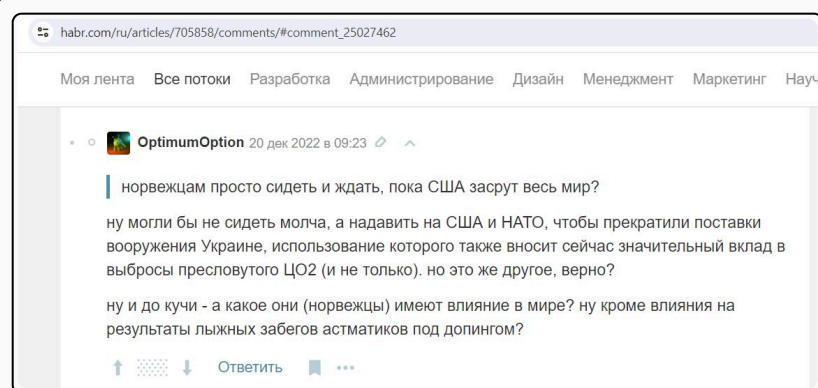 habr.com/ru/articles/705858/comments/#comment_25027462
Моя лента Все потоки Разработка Администрирование Дизайн Менеджмент Маркетинг Науч
OptimumOption 20 дек 2022 в 09:23
норвежцам просто сидеть и ждать, пока США засрут весь мир?
ну могли бы не сидеть молча, а надавить на США и НАТО, чтобы прекратили поставки
вооружения Украине, использование которого также вносит сейчас значительный вклад в
выбросы пресловутого ЦО2 (и не только). но это же другое, верно?
ну и до кучи - а какое они (норвежцы) имеют влияние в мире? ну кроме влияния на
результаты лыжных забегов астматиков под допингом?
Ответить